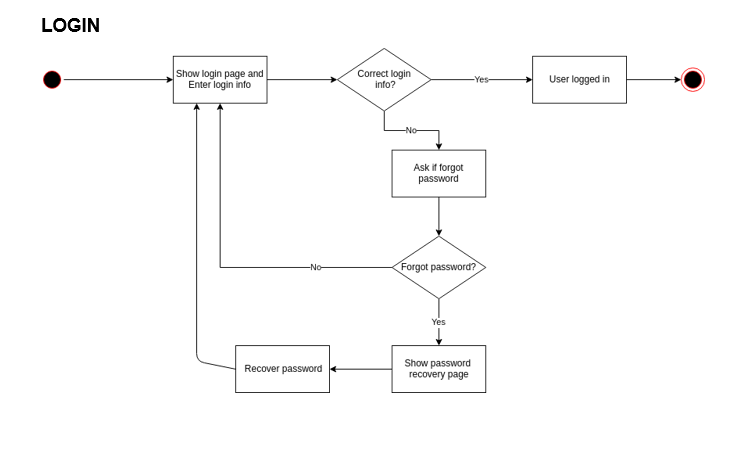 LOGIN
Show login page and
Enter login info
Correct login
info?
Yes
User logged in
No
Ask if forgot
password
Forgot password?
No
Yes
Show password
recovery page
Recover password